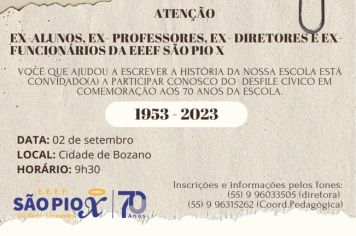 ATENÇÃO
EX-ALUNOS, EX- PROFESSORES, EX- DIRETORES E EX-
FUNCIONÁRIOS DA EEEF SÃO PIO X
VOCÊ QUE AJUDOU A ESCREVER A HISTÓRIA DA NOSSA ESCOLA ESTÁ
CONVIDADO(A) A PARTICIPAR CONOSCO DO DESFILE CÍVICO EM
COMEMORAÇÃO AOS 70 ANOS DA ESCOLA.
1953 - 2023
DATA: 02 de setembro
LOCAL: Cidade de Bozano
HORÁRIO: 9h30
Inscrições e informações pelos fones:
(55) 9 96033505 (diretora)
(55) 9 96315262 (Coord.Pedagógica)
E. E. E. F.
SÃO PIO X
70
Anos